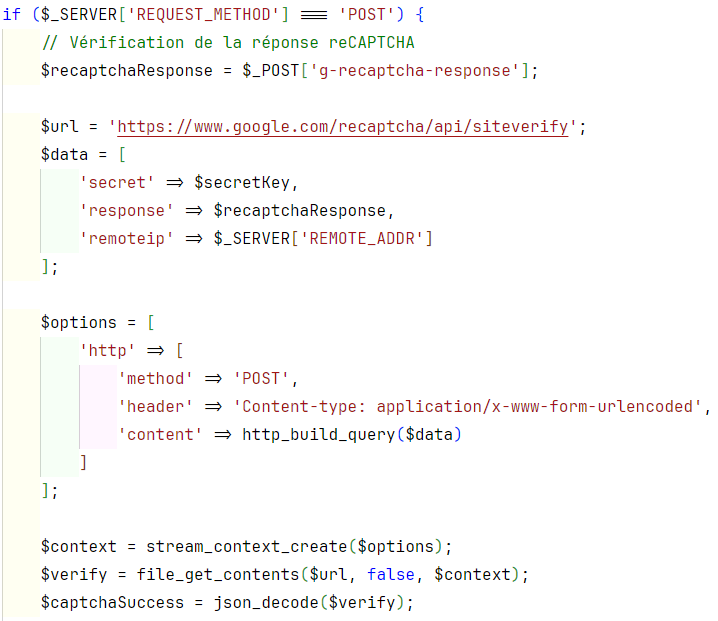 if ($_SERVER['REQUEST_METHOD'] === 'POST') {
// Vérification de la réponse reCAPTCHA
$recaptchaResponse = $_POST['g-recaptcha-response'];
$url = 'https://www.google.com/recaptcha/api/siteverify';
$data = [
'secret' => $secretKey,
'response' => $recaptchaResponse,
'remoteip' => $_SERVER['REMOTE_ADDR']
];
$options = [
'http' => [
'method' => 'POST',
'header' => 'Content-type: application/x-www-form-urlencoded',
'content' => http_build_query($data)
]
];
$context = stream_context_create($options);
$verify = file_get_contents($url, false, $context);
$captchaSuccess = json_decode($verify);